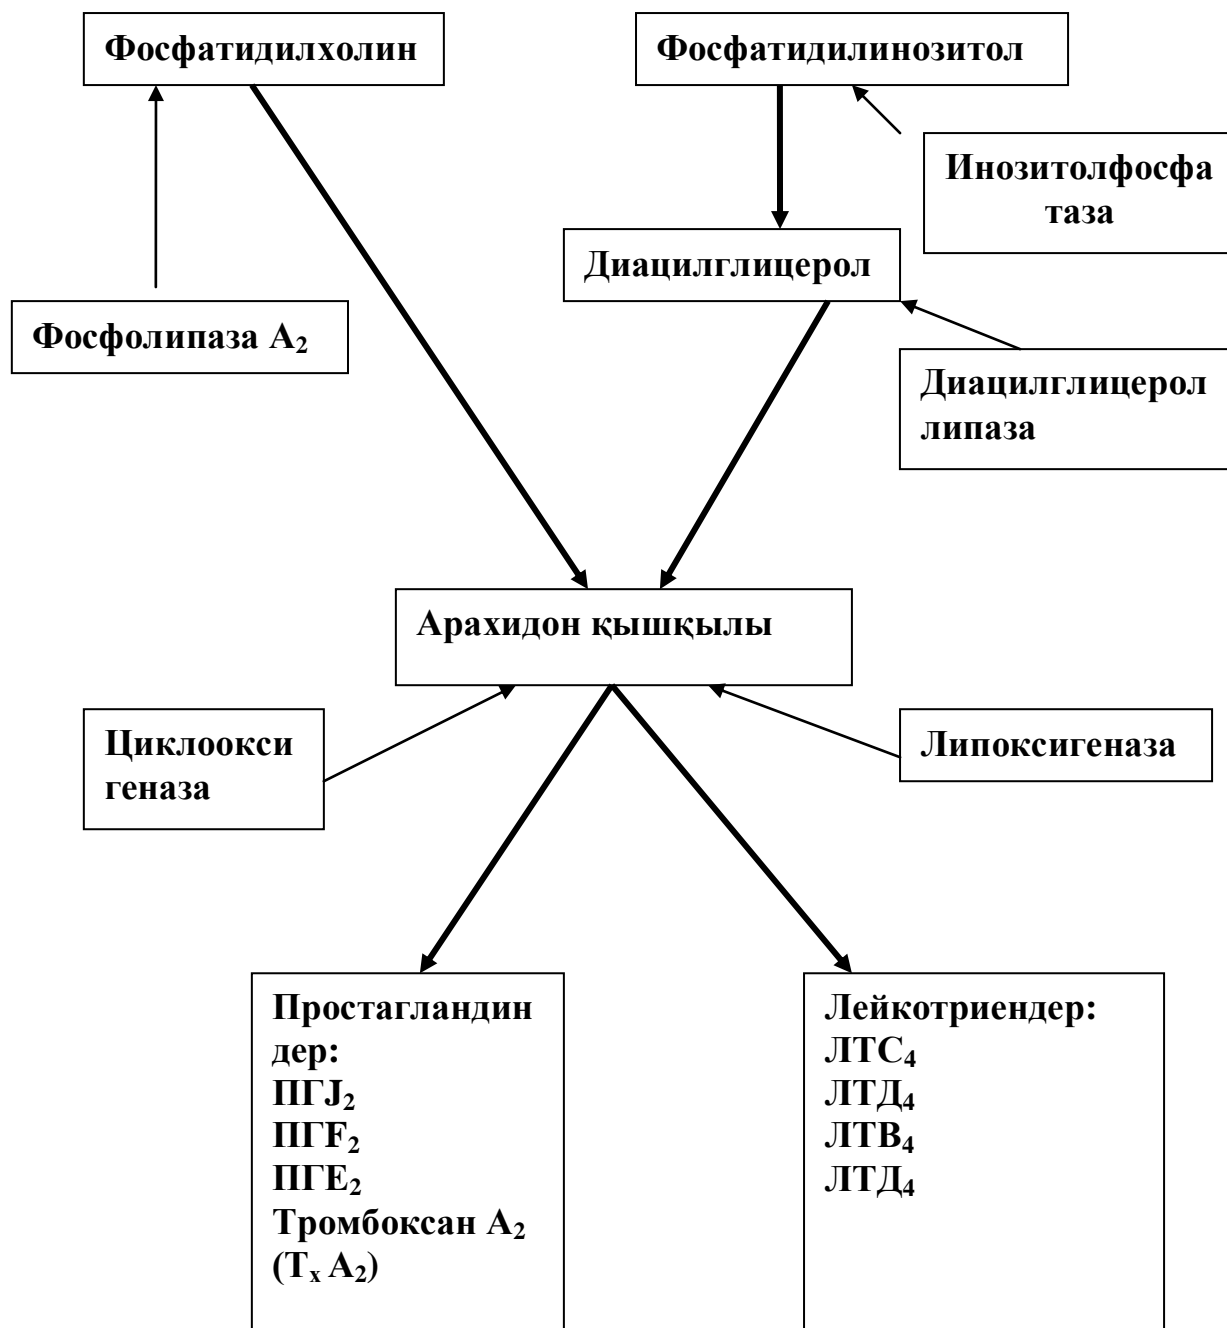 Фосфатидилхолин
Фосфатидилинозитол
Инозитолфосфа
таза
Диацилглицерол
Фосфолипаза А₂
Диацилглицерол
липаза
Арахидон қышқылы
Циклоокси
геназа
Липоксигеназа
Простагландин
дер:
ПГJ₂
ПГF₂
ПГЕ₂
Тромбоксан А₂
(Тₓ А₂)
Лейкотриендер:
ЛТС₄
ЛТД₄
ЛТВ₄
ЛТД₄